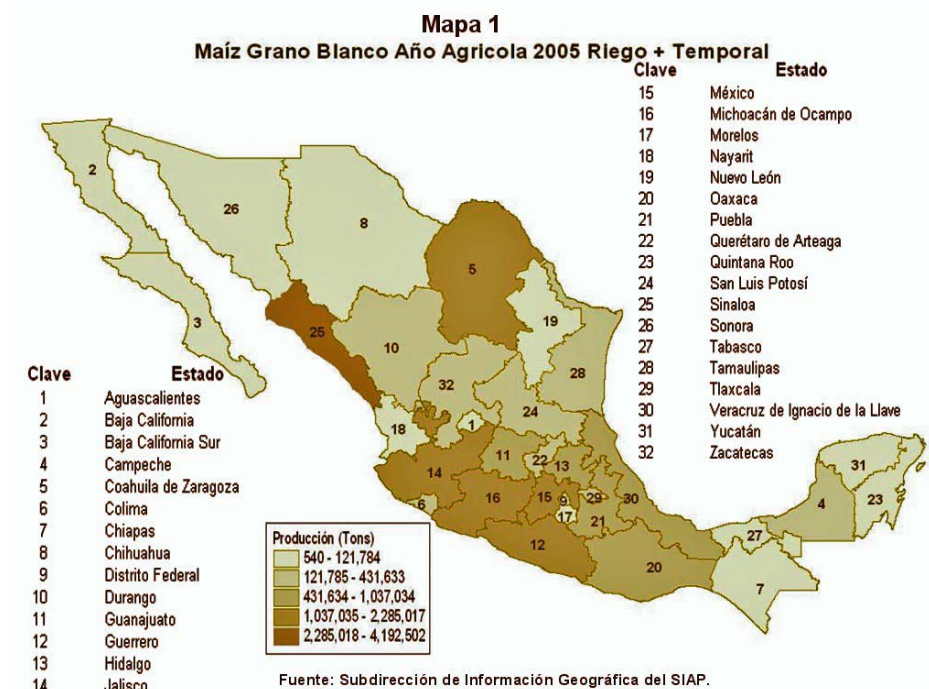 Mapa 1
Maíz Grano Blanco Año Agricola 2005 Riego + Temporal
Clave Estado
15 México
16 Michoacán de Ocampo
17 Morelos
18 Nayarit
19 Nuevo León
20 Oaxaca
21 Puebla
22 Querétaro de Arteaga
23 Quintana Roo
24 San Luis Potosí
25 Sinaloa
26 Sonora
27 Tabasco
28 Tamaulipas
29 Tlaxcala
30 Veracruz de Ignacio de la Llave
31 Yucatán
32 Zacatecas
2
26
8
5
3
25
19
10
28
32
24
18
1
14
11
22
13
6
16
15
9
29
30
17
21
12
20
31
4
23
27
7
Clave Estado
1 Aguascalientes
2 Baja California
3 Baja California Sur
4 Campeche
5 Coahuila de Zaragoza
6 Colima
7 Chiapas
8 Chihuahua
9 Distrito Federal
10 Durango
11 Guanajuato
12 Guerrero
13 Hidalgo
14 Jalisco
Producción (Tons)
540 - 121,784
121,785 - 431,633
431,634 - 1,037,034
1,037,035 - 2,285,017
2,285,018 - 4,192,502
Fuente: Subdirección de Información Geográfica del SIAP.